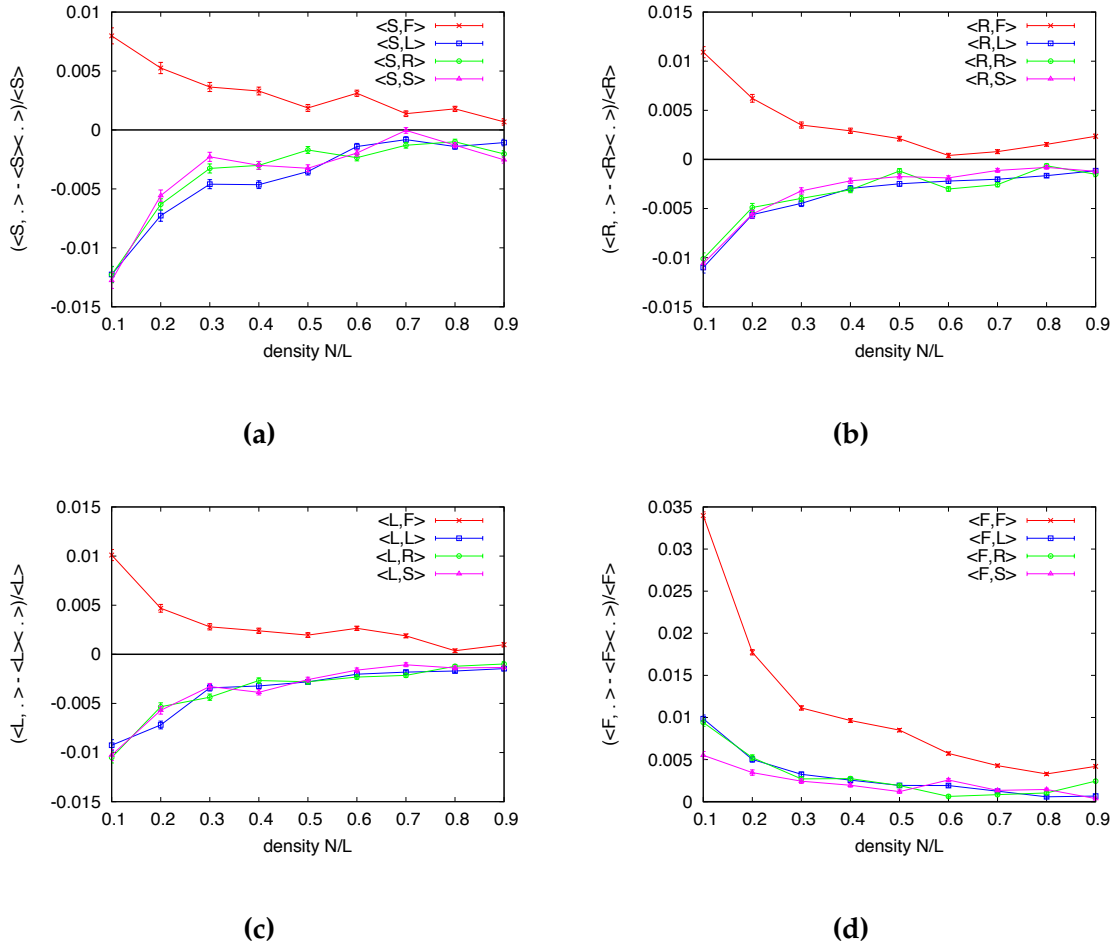 0.01
0.005
0
-0.005
-0.01
-0.015
0.1 0.2 0.3 0.4 0.5 0.6 0.7 0.8 0.9
(<S, . > - <S>< . >)/<S>
density N/L
<S,F>
<S,L>
<S,R>
<S,S>
(a)
0.015
0.01
0.005
0
-0.005
-0.01
-0.015
0.1 0.2 0.3 0.4 0.5 0.6 0.7 0.8 0.9
(<R, . > - <R>< . >)/<R>
density N/L
<R,F>
<R,L>
<R,R>
<R,S>
(b)
0.015
0.01
0.005
0
-0.005
-0.01
-0.015
0.1 0.2 0.3 0.4 0.5 0.6 0.7 0.8 0.9
(<L, . > - <L>< . >)/<L>
density N/L
<L,F>
<L,L>
<L,R>
<L,S>
(c)
0.035
0.03
0.025
0.02
0.015
0.01
0.005
0
0.1 0.2 0.3 0.4 0.5 0.6 0.7 0.8 0.9
(<F, . > - <F>< . >)/<F>
density N/L
<F,F>
<F,L>
<F,R>
<F,S>
(d)